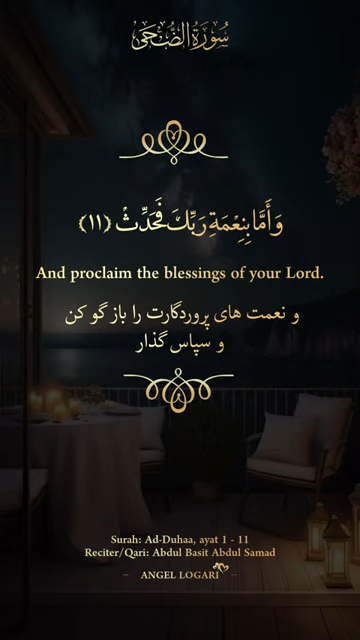 سُورَةُ الضُّحَى
وَأَمَّا بِنِعْمَةِ رَبِّكَ فَحَدِّثْ ﴿١١﴾
And proclaim the blessings of your Lord.
و نعمت های پروردگارت را باز گو کن
و سپاس گذار
Surah: Ad-Duhaa, ayat 1 - 11
Reciter/Qari: Abdul Basit Abdul Samad
ANGEL LOGARI